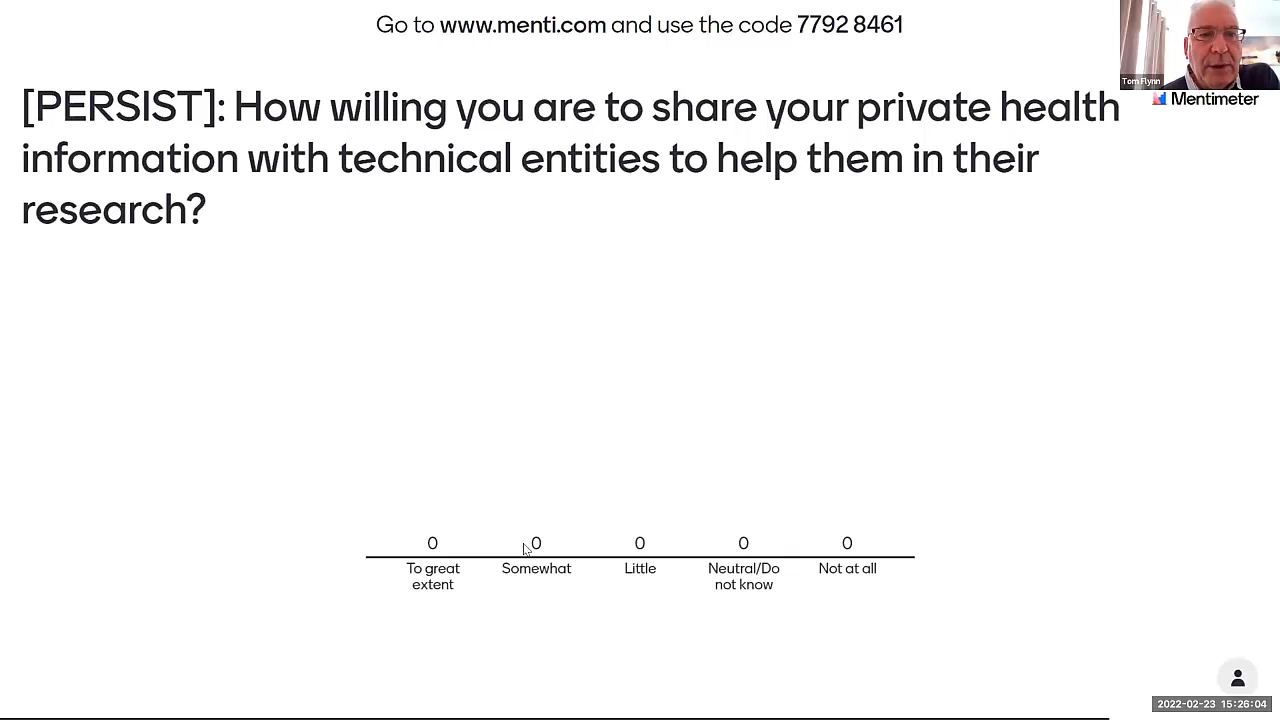 Go to www.menti.com and use the code 7792 8461
Tom Flynn
Mentimeter
[PERSIST]: How willing you are to share your private health
information with technical entities to help them in their
research?
0 0 0 0 0
To great extent
Somewhat
Little
Neutral/Do not know
Not at all
2022-02-23 15:26:04